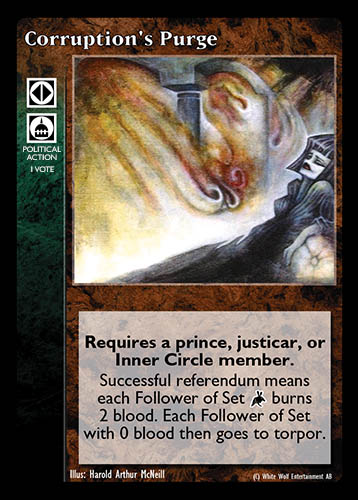 Corruption's Purge
POLITICAL
ACTION
1 VOTE
Requires a prince, justicar, or
Inner Circle member.
Successful referendum means
each Follower of Set burns
2 blood. Each Follower of Set
with 0 blood then goes to torpor.
Illus: Harold Arthur McNeill
(C) White Wolf Entertainment AB